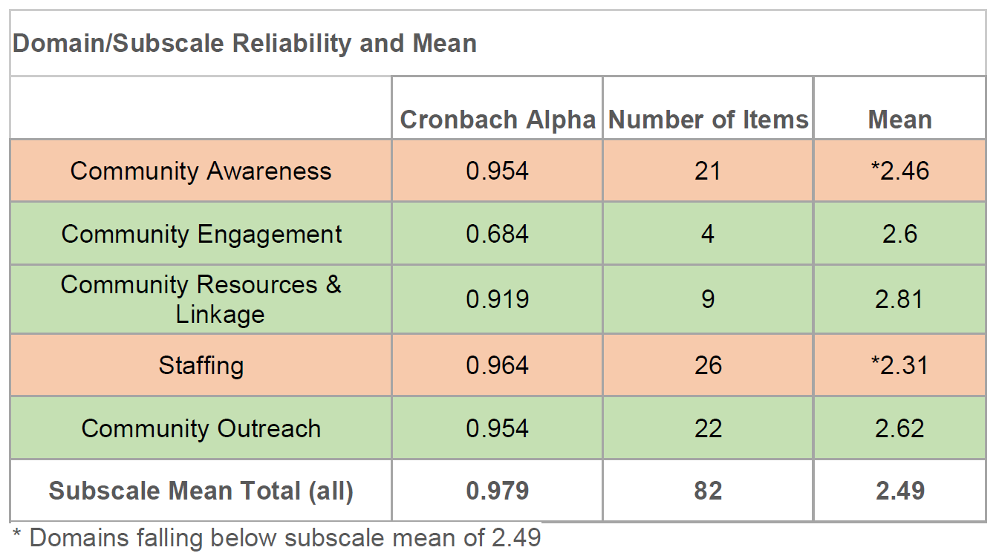 Domain/Subscale Reliability and Mean
Cronbach Alpha Number of Items Mean
Community Awareness 0.954 21 *2.46
Community Engagement 0.684 4 2.6
Community Resources &
Linkage 0.919 9 2.81
Staffing 0.964 26 *2.31
Community Outreach 0.954 22 2.62
Subscale Mean Total (all) 0.979 82 2.49
* Domains falling below subscale mean of 2.49